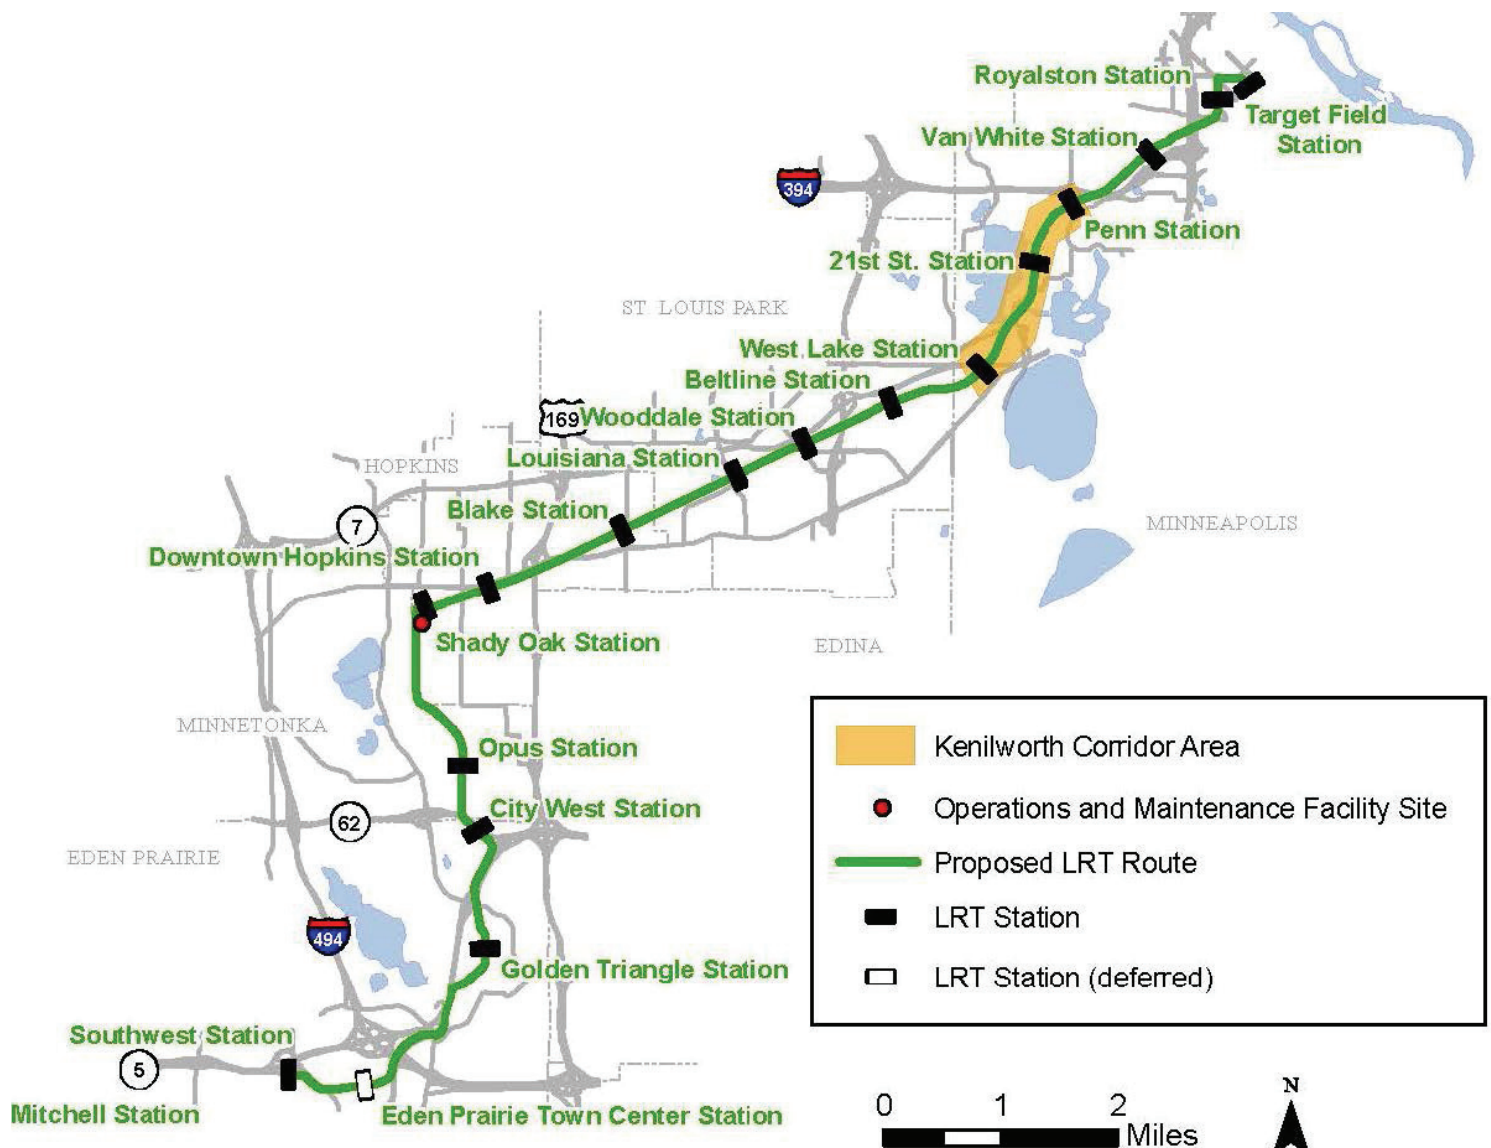 Royalston Station
Target Field
Station
Van White Station
394
Penn Station
21st St. Station
ST. LOUIS PARK
West Lake Station
Beltline Station
169
Wooddale Station
HOPKINS
Louisiana Station
Blake Station
7
MINNEAPOLIS
Downtown Hopkins Station
Shady Oak Station
EDINA
MINNETONKA
Opus Station
City West Station
62
EDEN PRAIRIE
494
Golden Triangle Station
Southwest Station
5
Mitchell Station
Eden Prairie Town Center Station
Kenilworth Corridor Area
Operations and Maintenance Facility Site
Proposed LRT Route
LRT Station
LRT Station (deferred)
0 1 2
Miles
N